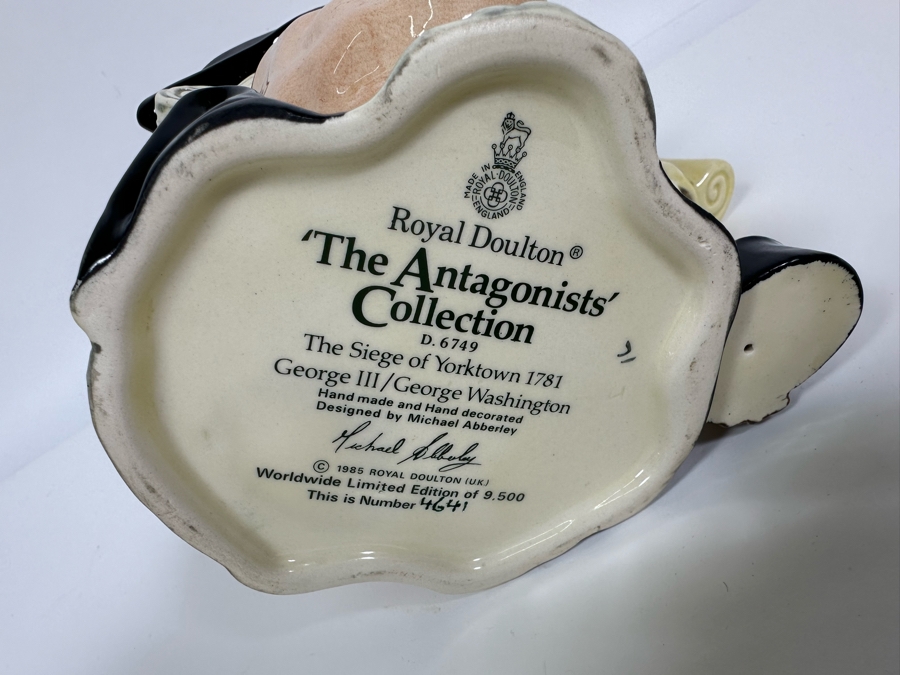 MADE IN ENGLAND
ROYAL·DOULTON
ENGLAND
Royal Doulton®
'The Antagonists'
Collection
D. 6749
The Siege of Yorktown 1781
George III/George Washington
Hand made and Hand decorated
Designed by Michael Abberley
Michael Abberley
© 1985 ROYAL DOULTON (UK)
Worldwide Limited Edition of 9.500
This is Number 4641